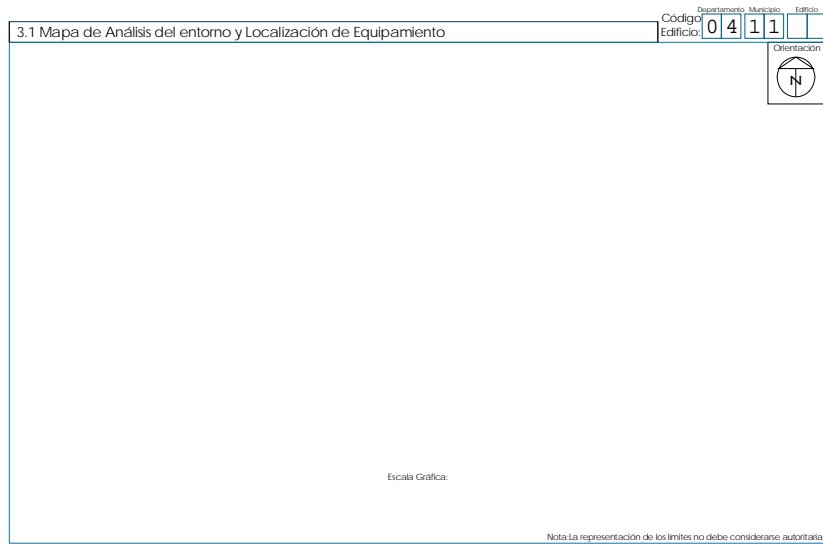 Departamento Municipio Edificio
3.1 Mapa de Análisis del entorno y Localización de Equipamiento
Código
Edificio: 0 4 1 1
Orientación
N
Escala Gráfica:
Nota:La representación de los limites no debe considerarse autoritaria